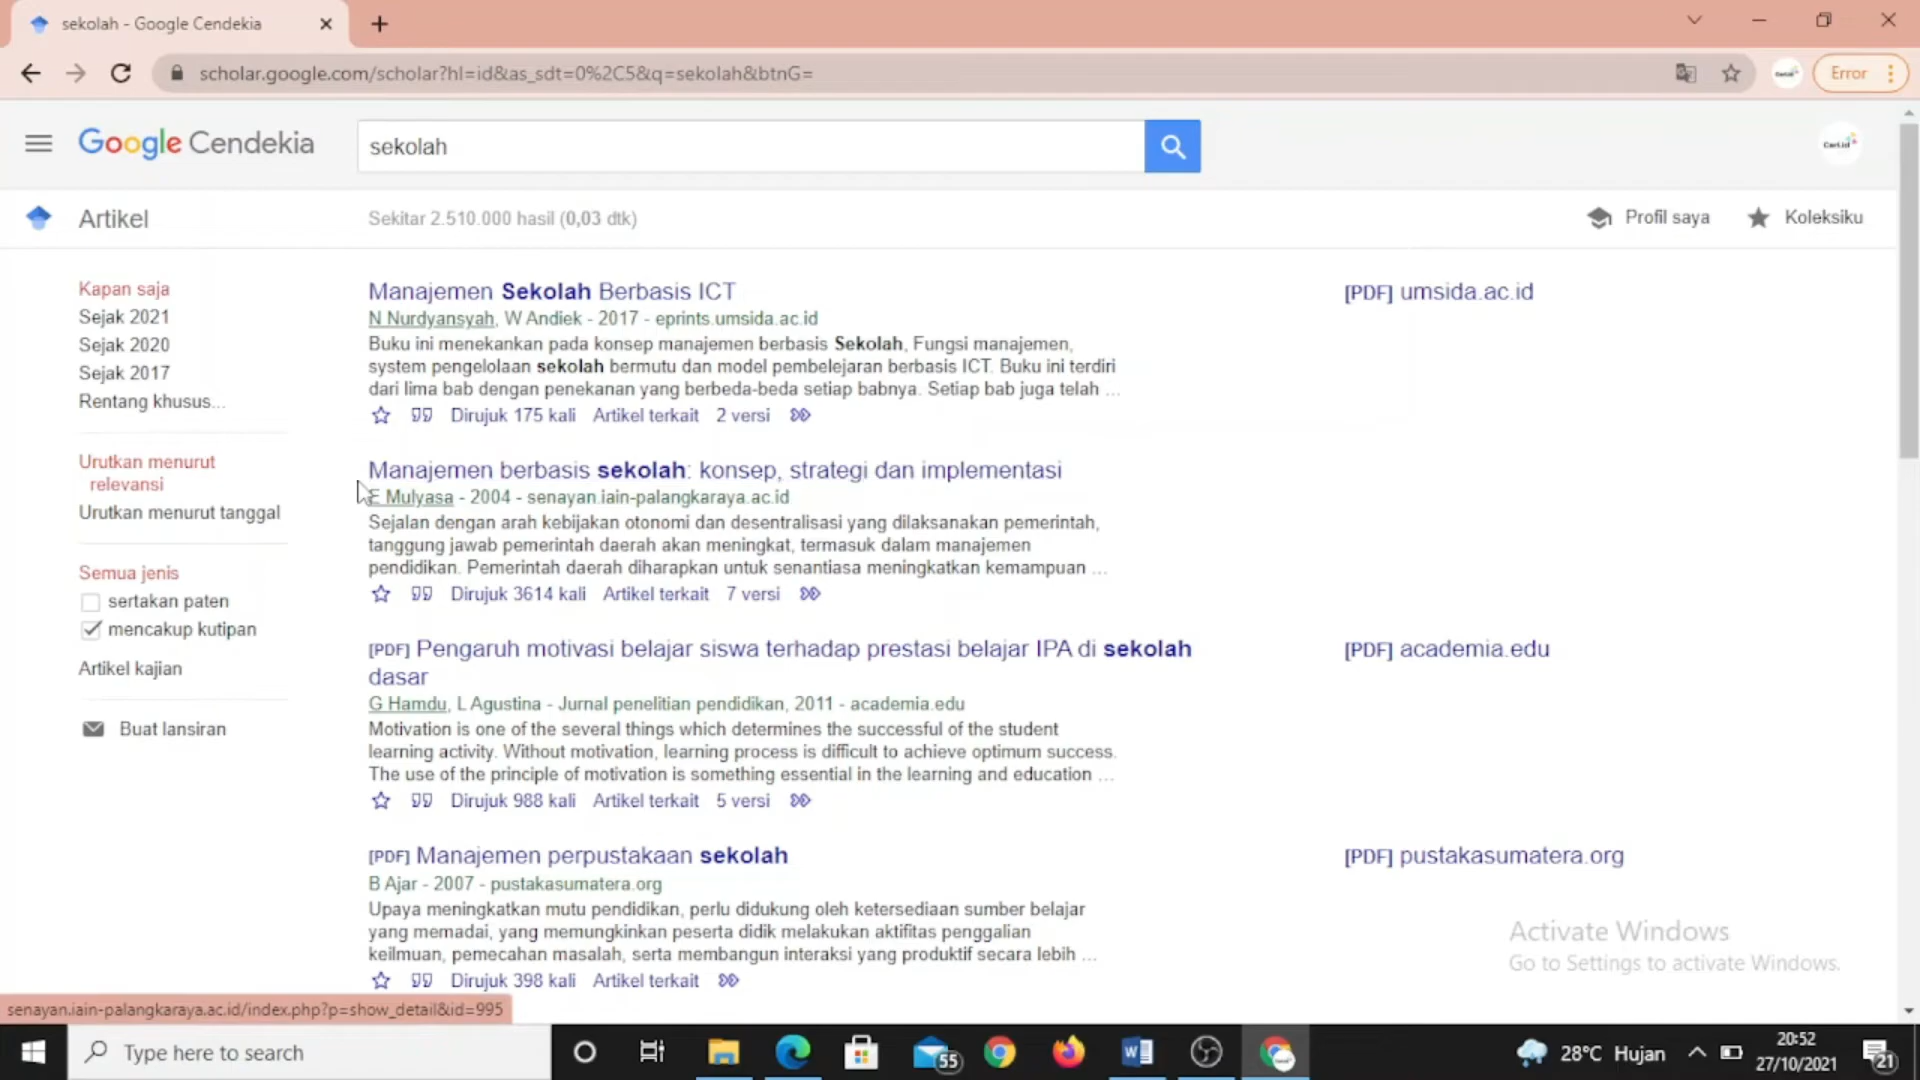 sekolah - Google Cendekia
scholar.google.com/scholar?hl=id&as_sdt=0%2C5&q=sekolah&btnG=
Error
Google Cendekia
sekolah
Artikel
Sekitar 2.510.000 hasil (0,03 dtk)
Profil saya
Koleksiku
Kapan saja
Sejak 2021
Sejak 2020
Sejak 2017
Rentang khusus...
Urutkan menurut
relevansi
Urutkan menurut tanggal
Semua jenis
sertakan paten
mencakup kutipan
Artikel kajian
Buat lansiran
Manajemen Sekolah Berbasis ICT
N Nurdyansyah, W Andiek - 2017 - eprints.umsida.ac.id
Buku ini menekankan pada konsep manajemen berbasis Sekolah, Fungsi manajemen,
system pengelolaan sekolah bermutu dan model pembelejaran berbasis ICT. Buku ini terdiri
dari lima bab dengan penekanan yang berbeda-beda setiap babnya. Setiap bab juga telah ...
Dirujuk 175 kali Artikel terkait 2 versi
[PDF] umsida.ac.id
Manajemen berbasis sekolah: konsep, strategi dan implementasi
E Mulyasa - 2004 - senayan.iain-palangkaraya.ac.id
Sejalan dengan arah kebijakan otonomi dan desentralisasi yang dilaksanakan pemerintah,
tanggung jawab pemerintah daerah akan meningkat, termasuk dalam manajemen
pendidikan. Pemerintah daerah diharapkan untuk senantiasa meningkatkan kemampuan ...
Dirujuk 3614 kali Artikel terkait 7 versi
[PDF] Pengaruh motivasi belajar siswa terhadap prestasi belajar IPA di sekolah
dasar
G Hamdu, L Agustina - Jurnal penelitian pendidikan, 2011 - academia.edu
Motivation is one of the several things which determines the successful of the student
learning activity. Without motivation, learning process is difficult to achieve optimum success.
The use of the principle of motivation is something essential in the learning and education ...
Dirujuk 988 kali Artikel terkait 5 versi
[PDF] academia.edu
[PDF] Manajemen perpustakaan sekolah
B Ajar - 2007 - pustakasumatera.org
Upaya meningkatkan mutu pendidikan, perlu didukung oleh ketersediaan sumber belajar
yang memadai, yang memungkinkan peserta didik melakukan aktifitas penggalian
keilmuan, pemecahan masalah, serta membangun interaksi yang produktif secara lebih ...
Dirujuk 398 kali Artikel terkait
[PDF] pustakasumatera.org
Activate Windows
Go to Settings to activate Windows.
senayan.iain-palangkaraya.ac.id/index.php?p=show_detail&id=995
Type here to search
55
28°C Hujan
20:52
27/10/2021
21